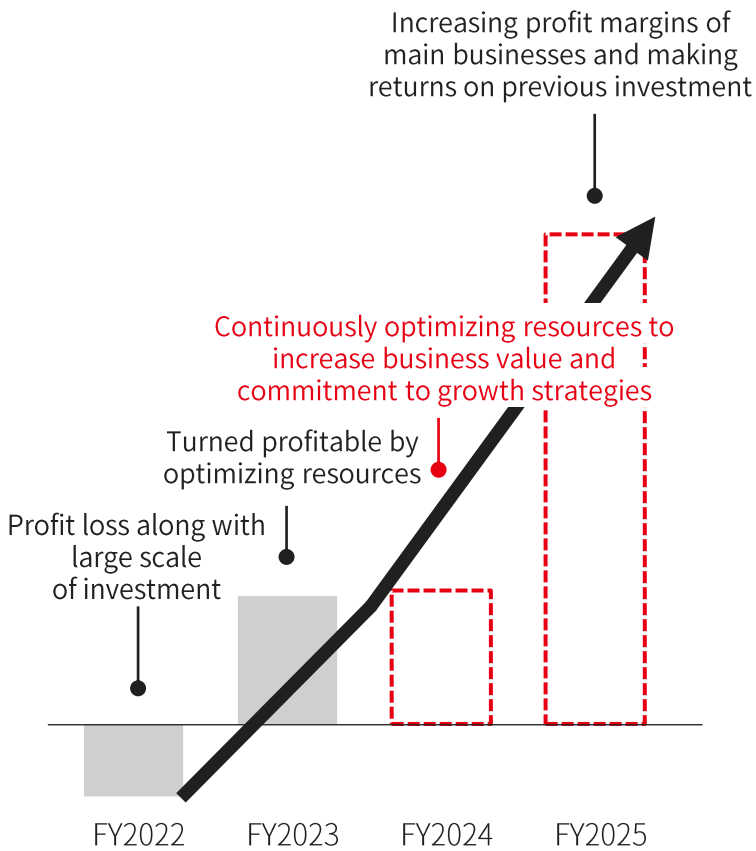 Increasing profit margins of
main businesses and making
returns on previous investment
Continuously optimizing resources to
increase business value and
commitment to growth strategies
Turned profitable by
optimizing resources
Profit loss along with
large scale
of investment
FY2022
FY2023
FY2024
FY2025